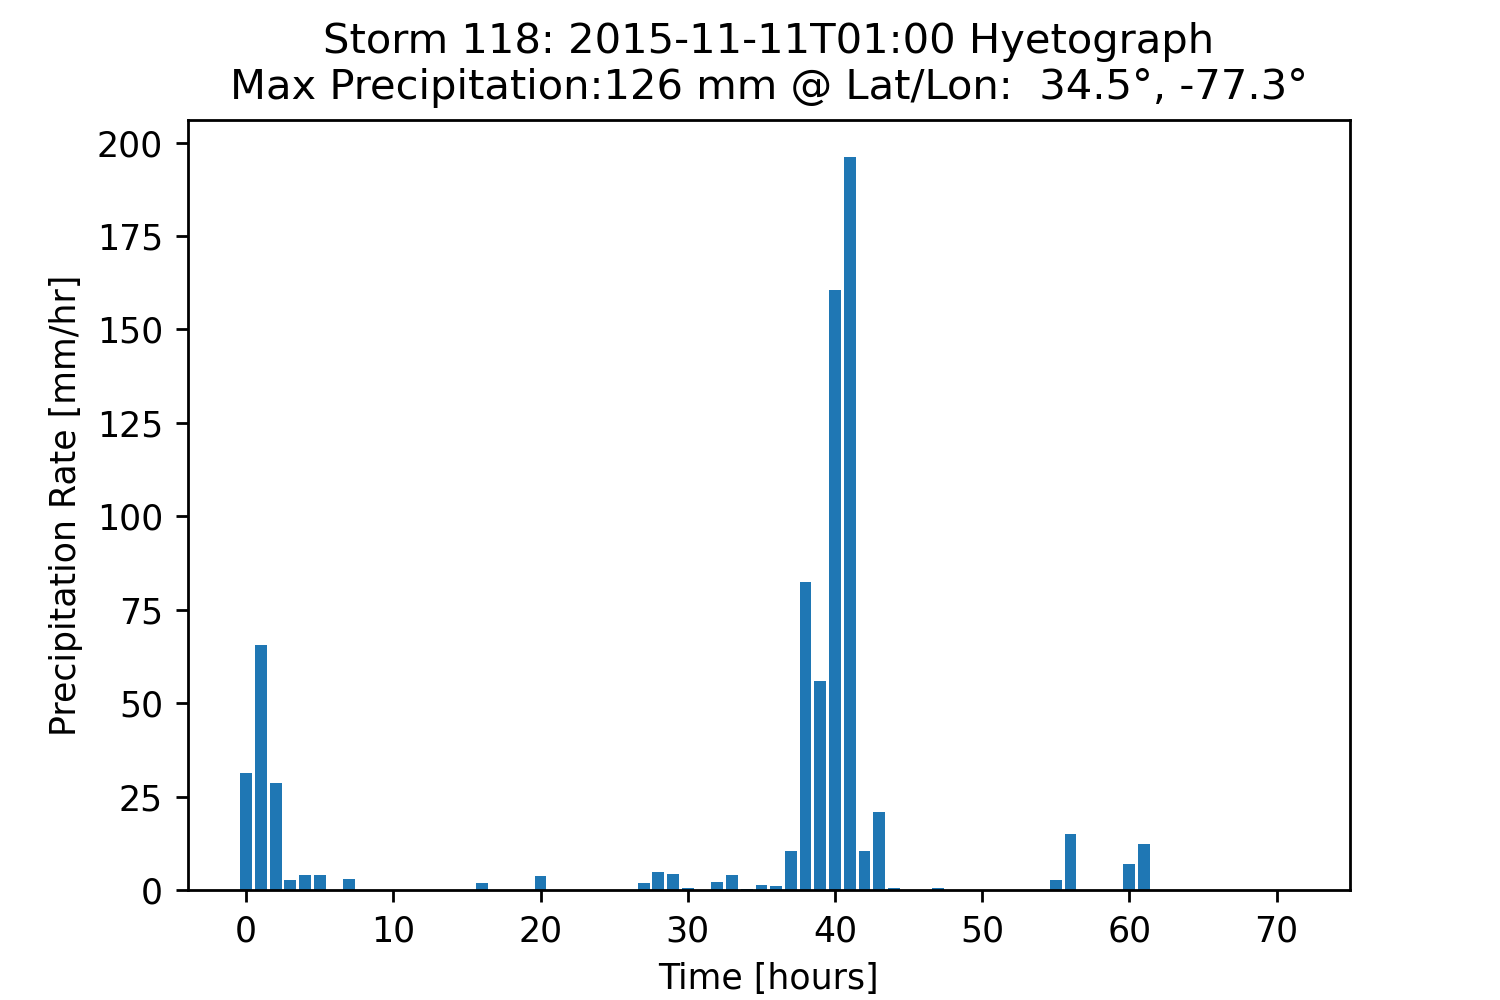 Storm 118: 2015-11-11T01:00 Hyetograph
Max Precipitation:126 mm @ Lat/Lon:  34.5°, -77.3°
200
175
150
125
100
75
50
25
0
Precipitation Rate [mm/hr]
0 10 20 30 40 50 60 70
Time [hours]